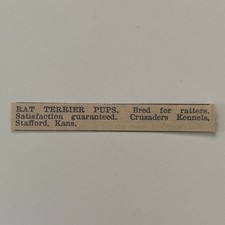 RAT TERRIER PUPS. Bred for ratters.
Satisfaction guaranteed. Crusaders Kennels,
Stafford, Kans.